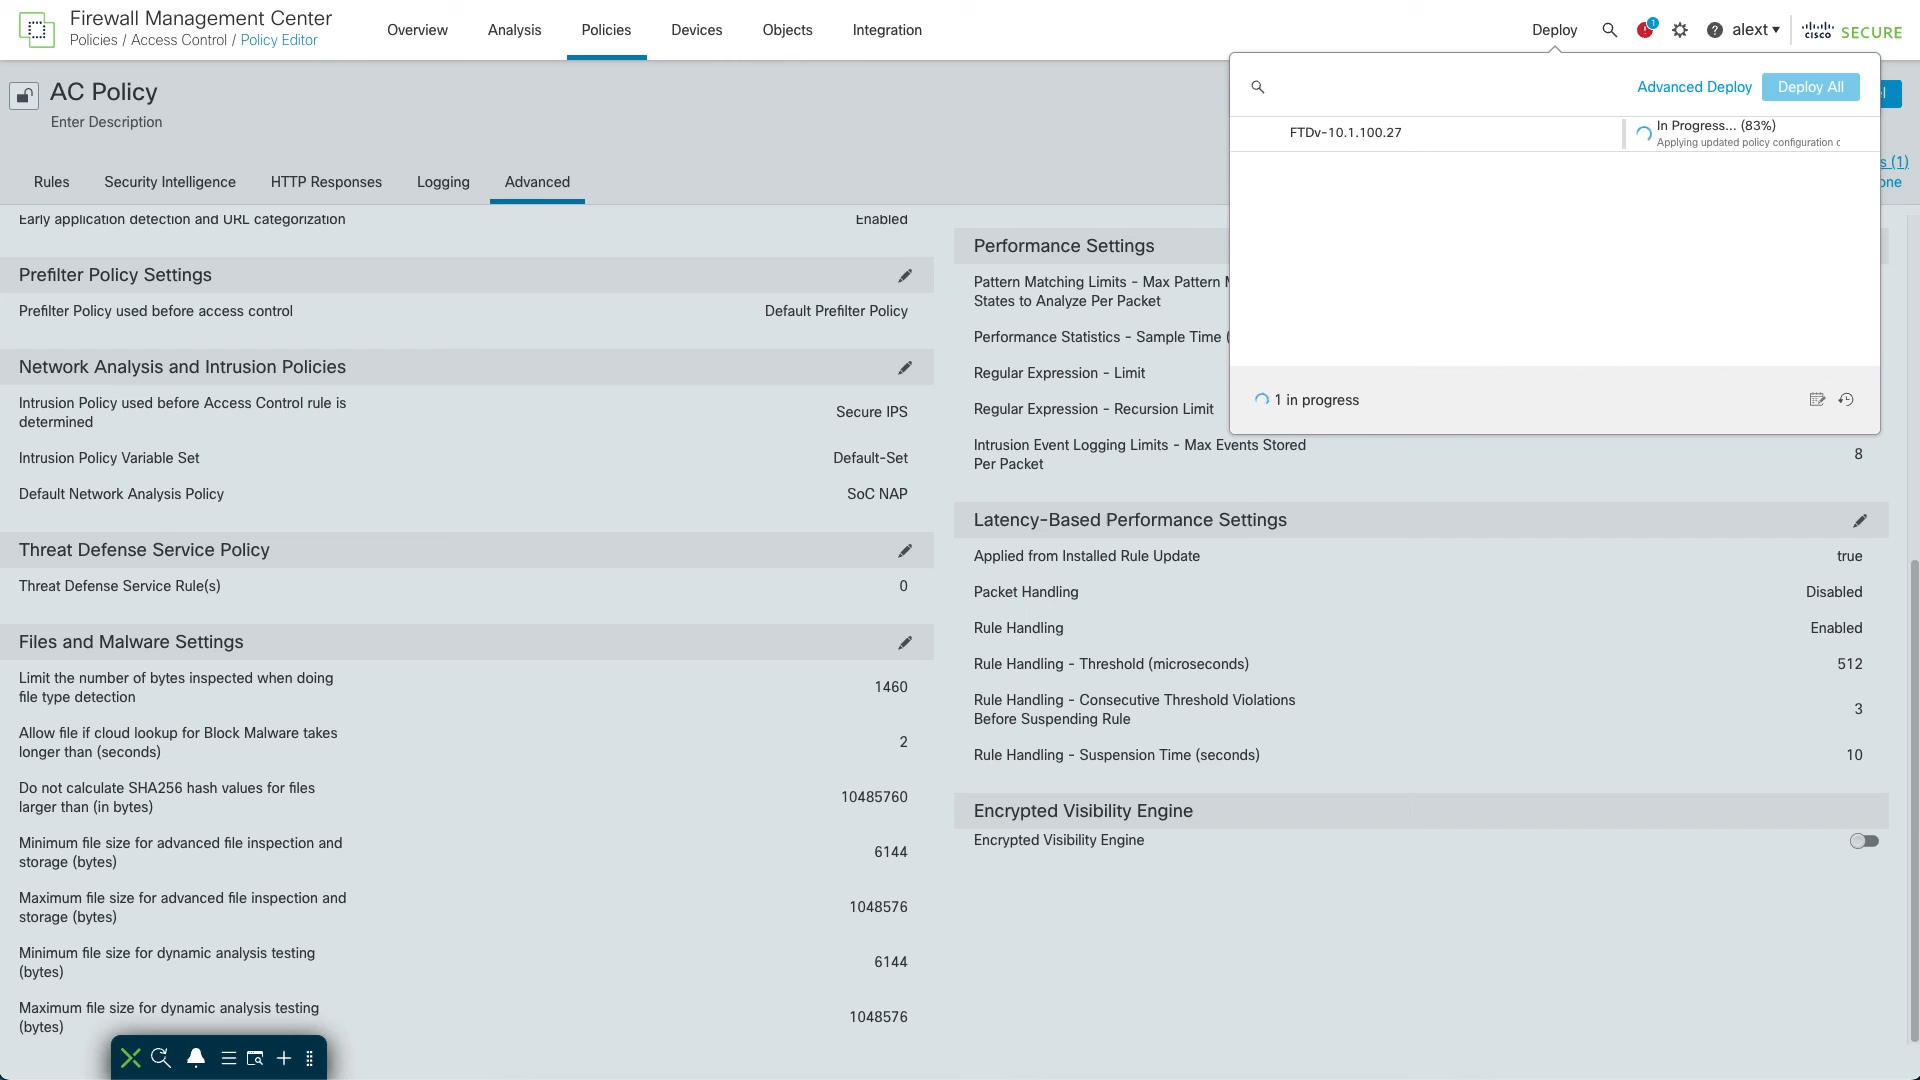 Firewall Management Center
Policies / Access Control / Policy Editor
Overview
Analysis
Policies
Devices
Objects
Integration
Deploy
1
?
alext
CISCO SECURE
AC Policy
Enter Description
Rules
Security Intelligence
HTTP Responses
Logging
Advanced
Advanced Deploy
Deploy All
FTDv-10.1.100.27
In Progress... (83%)
Applying updated policy configuration
1 in progress
s (1)
one
Early application detection and URL categorization
Enabled
Prefilter Policy Settings
Prefilter Policy used before access control
Default Prefilter Policy
Network Analysis and Intrusion Policies
Intrusion Policy used before Access Control rule is
determined
Secure IPS
Intrusion Policy Variable Set
Default-Set
Default Network Analysis Policy
SoC NAP
Threat Defense Service Policy
Threat Defense Service Rule(s)
0
Files and Malware Settings
Limit the number of bytes inspected when doing
file type detection
1460
Allow file if cloud lookup for Block Malware takes
longer than (seconds)
2
Do not calculate SHA256 hash values for files
larger than (in bytes)
10485760
Minimum file size for advanced file inspection and
storage (bytes)
6144
Maximum file size for advanced file inspection and
storage (bytes)
1048576
Minimum file size for dynamic analysis testing
(bytes)
6144
Maximum file size for dynamic analysis testing
(bytes)
1048576
Performance Settings
Pattern Matching Limits - Max Pattern
States to Analyze Per Packet
Performance Statistics - Sample Time (
Regular Expression - Limit
Regular Expression - Recursion Limit
Intrusion Event Logging Limits - Max Events Stored
Per Packet
8
Latency-Based Performance Settings
Applied from Installed Rule Update
true
Packet Handling
Disabled
Rule Handling
Enabled
Rule Handling - Threshold (microseconds)
512
Rule Handling - Consecutive Threshold Violations
Before Suspending Rule
3
Rule Handling - Suspension Time (seconds)
10
Encrypted Visibility Engine
Encrypted Visibility Engine